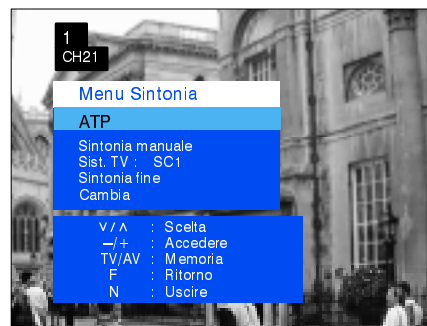 1
CH21
Menu Sintonia
ATP
Sintonia manuale
Sist. TV : SC1
Sintonia fine
Cambia
∨/∧ : Scelta
–/+ : Accedere
TV/AV : Memoria
F : Ritorno
N : Uscire